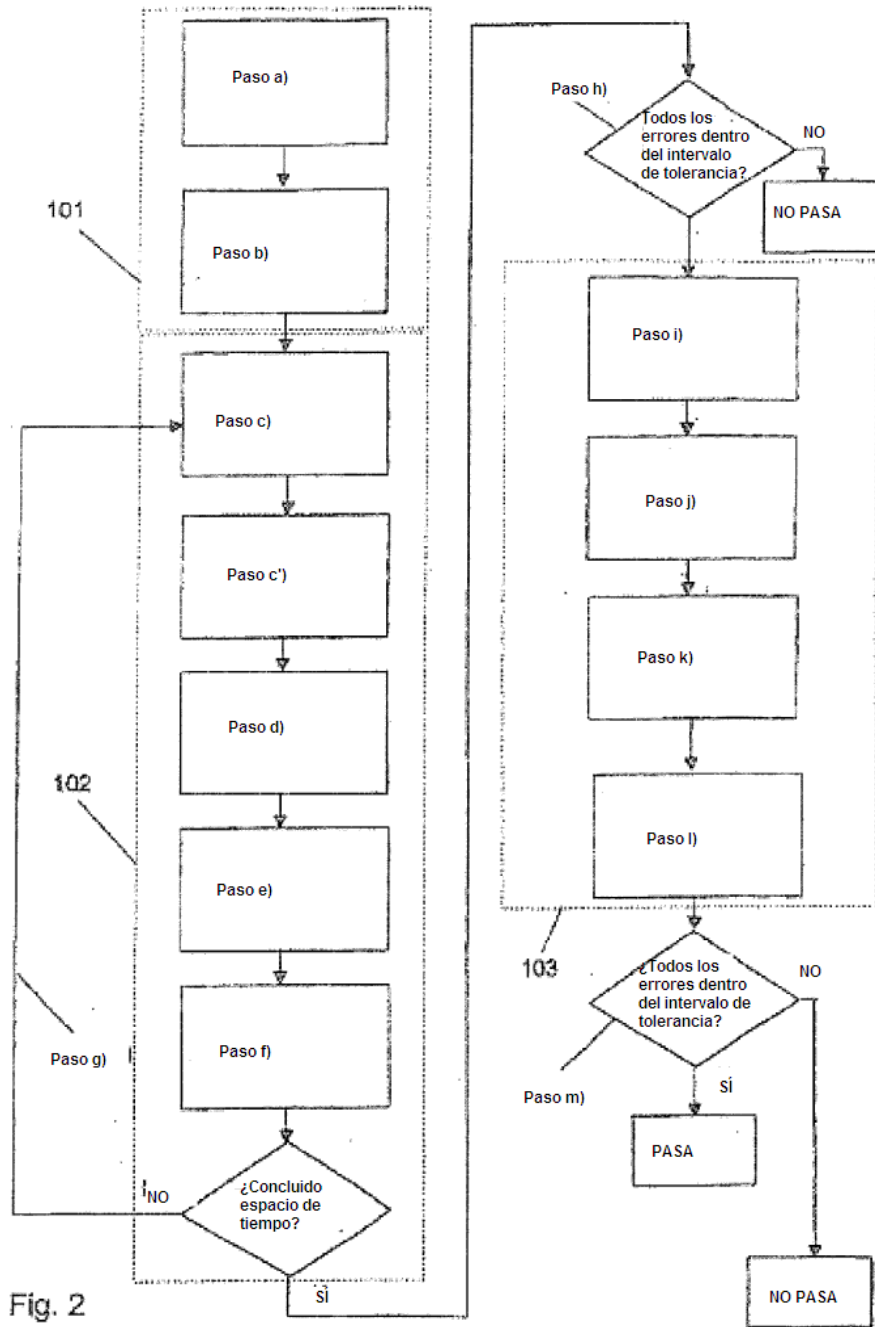 Paso a)
Paso b)
101
Paso c)
Paso c')
Paso d)
102
Paso e)
Paso f)
Paso g)
¿Concluido
espacio de
tiempo?
NO
SÌ
Fig. 2
Paso h)
Todos los
errores dentro
del intervalo
de tolerancia?
NO
NO PASA
Paso i)
Paso j)
Paso k)
Paso l)
103
¿Todos los
errores dentro
del intervalo de
tolerancia?
NO
Paso m)
SÍ
PASA
NO PASA